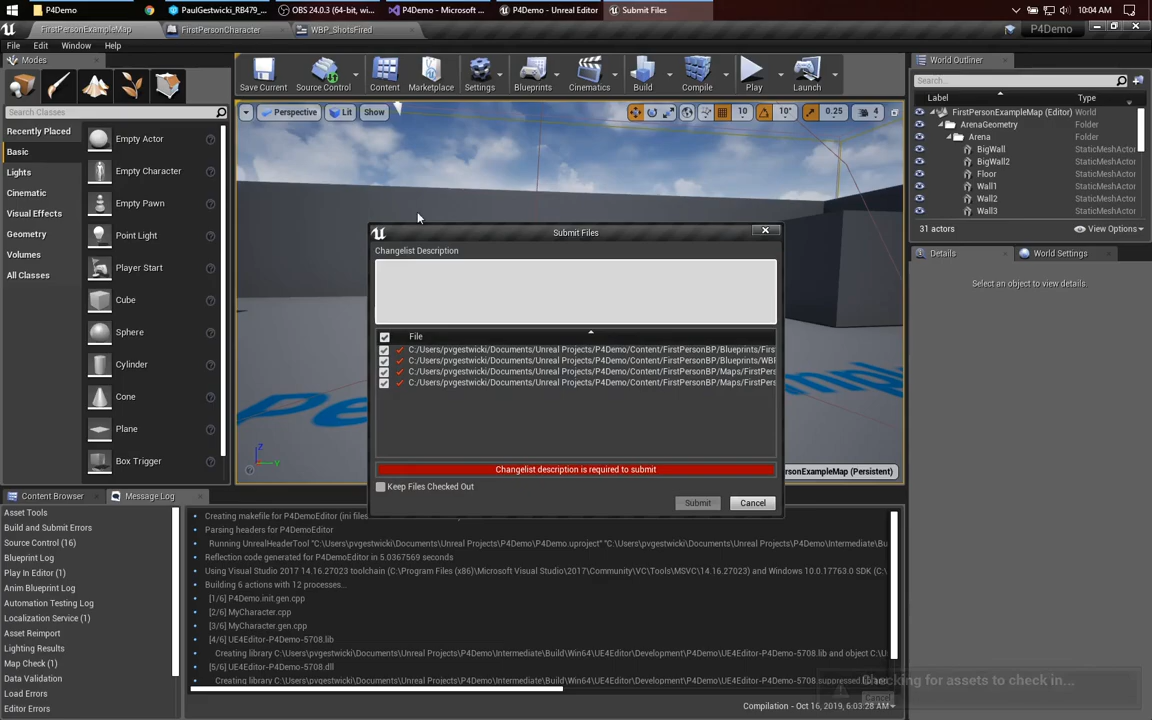 P4Demo
PaulGestwicki_RB479_...
OBS 24.0.3 (64-bit, wi...
P4Demo - Microsoft ...
P4Demo - Unreal Editor
Submit Files
10:04 AM
FirstPersonExampleMap
FirstPersonCharacter
WBP_ShotsFired
P4Demo
File Edit Window Help
Modes
Search Classes
Recently Placed
Basic
Lights
Cinematic
Visual Effects
Geometry
Volumes
All Classes
Empty Actor
Empty Character
Empty Pawn
Point Light
Player Start
Cube
Sphere
Cylinder
Cone
Plane
Box Trigger
Save Current
Source Control
Content
Marketplace
Settings
Blueprints
Cinematics
Build
Compile
Play
Launch
Perspective
Lit
Show
10
10°
0.25
4
World Outliner
Search...
Label
Type
FirstPersonExampleMap (Editor) World
ArenaGeometry Folder
Arena Folder
BigWall StaticMeshActor
BigWall2 StaticMeshActor
Floor StaticMeshActor
Wall1 StaticMeshActor
Wall2 StaticMeshActor
Wall3 StaticMeshActor
31 actors
View Options
Details
World Settings
Select an object to view details.
Submit Files
Changelist Description
File
C:/Users/pvgestwicki/Documents/Unreal Projects/P4Demo/Content/FirstPersonBP/Blueprints/Firs
C:/Users/pvgestwicki/Documents/Unreal Projects/P4Demo/Content/FirstPersonBP/Blueprints/WBP
C:/Users/pvgestwicki/Documents/Unreal Projects/P4Demo/Content/FirstPersonBP/Maps/FirstPers
C:/Users/pvgestwicki/Documents/Unreal Projects/P4Demo/Content/FirstPersonBP/Maps/FirstPers
Changelist description is required to submit
Keep Files Checked Out
Submit
Cancel
rsonExampleMap (Persistent)
Content Browser
Message Log
Asset Tools
Build and Submit Errors
Source Control (16)
Blueprint Log
Play In Editor (1)
Anim Blueprint Log
Automation Testing Log
Localization Service (1)
Asset Reimport
Lighting Results
Map Check (1)
Data Validation
Load Errors
Editor Errors
Creating makefile for P4DemoEditor (ini files
Parsing headers for P4DemoEditor
Running UnrealHeaderTool "C:\Users\pvgestwicki\Documents\Unreal Projects\P4Demo\P4Demo.uproject" "C:\Users\pvgestwicki\Documents\Unreal Projects\P4Demo\Intermediate\Bu
Reflection code generated for P4DemoEditor in 5.0367569 seconds
Using Visual Studio 2017 14.16.27023 toolchain (C:\Program Files (x86)\Microsoft Visual Studio\2017\Community\VC\Tools\MSVC\14.16.27023) and Windows 10.0.17763.0 SDK (C:\
Building 6 actions with 12 processes...
[1/6] P4Demo.init.gen.cpp
[2/6] MyCharacter.cpp
[3/6] MyCharacter.gen.cpp
[4/6] UE4Editor-P4Demo-5708.lib
Creating library C:\Users\pvgestwicki\Documents\Unreal Projects\P4Demo\Intermediate\Build\Win64\UE4Editor\Development\P4Demo\UE4Editor-P4Demo-5708.lib and object C:\Us
[5/6] UE4Editor-P4Demo-5708.dll
Creating library C:\Users\pvgestwicki\Documents\Unreal Projects\P4Demo\Intermediate\Build\Win64\UE4Editor\Development\P4Demo\UE4Editor-P4Demo-5708.suppressed.lib an
Checking for assets to check in...
Cancel
Compilation - Oct 16, 2019, 6:03:28 AM